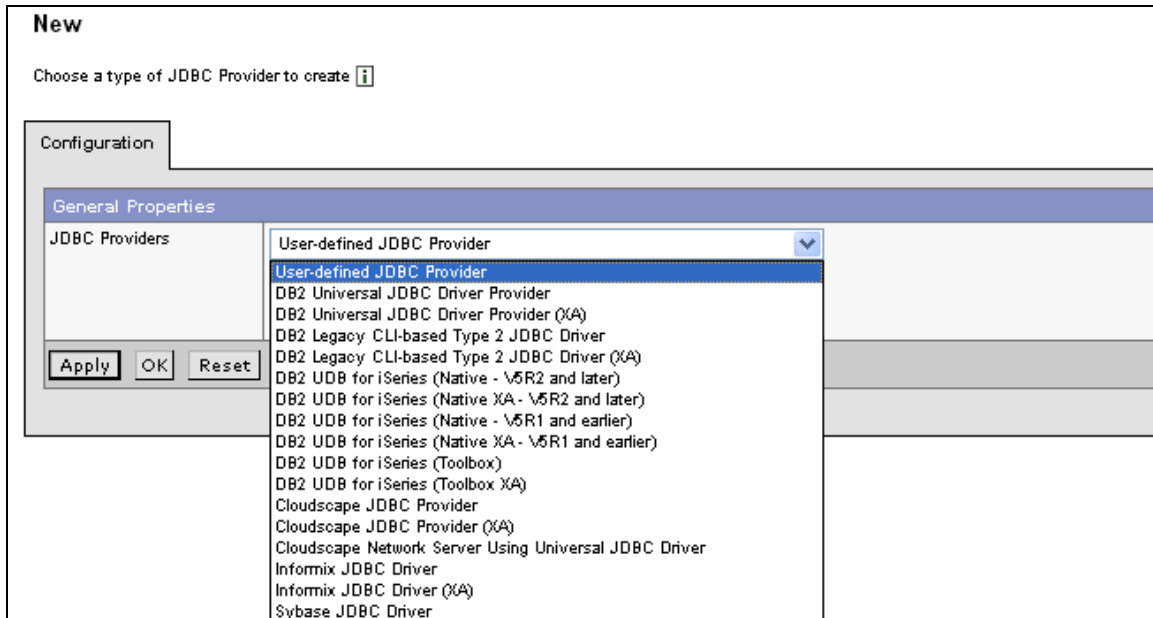 New
Choose a type of JDBC Provider to create i
Configuration
General Properties
JDBC Providers
User-defined JDBC Provider
User-defined JDBC Provider
DB2 Universal JDBC Driver Provider
DB2 Universal JDBC Driver Provider (XA)
DB2 Legacy CLI-based Type 2 JDBC Driver
DB2 Legacy CLI-based Type 2 JDBC Driver (XA)
DB2 UDB for iSeries (Native - V5R2 and later)
DB2 UDB for iSeries (Native XA - V5R2 and later)
DB2 UDB for iSeries (Native - V5R1 and earlier)
DB2 UDB for iSeries (Native XA - V5R1 and earlier)
DB2 UDB for iSeries (Toolbox)
DB2 UDB for iSeries (Toolbox XA)
Cloudscape JDBC Provider
Cloudscape JDBC Provider (XA)
Cloudscape Network Server Using Universal JDBC Driver
Informix JDBC Driver
Informix JDBC Driver (XA)
Sybase JDBC Driver
Apply OK Reset